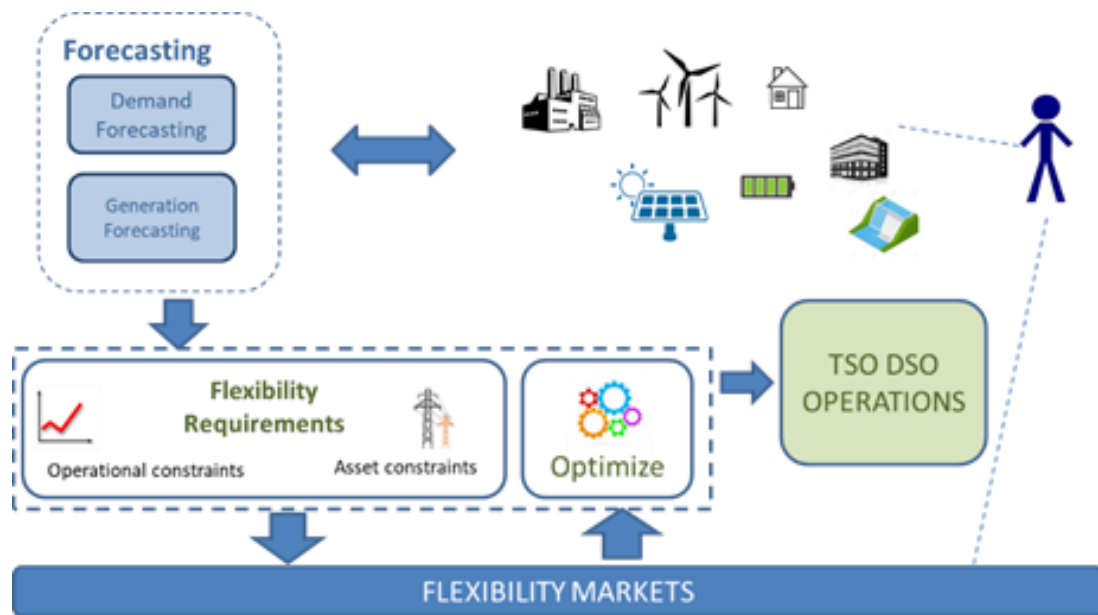 Forecasting
Demand
Forecasting
Generation
Forecasting
Flexibility
Requirements
Operational constraints
Asset constraints
Optimize
TSO DSO
OPERATIONS
FLEXIBILITY MARKETS